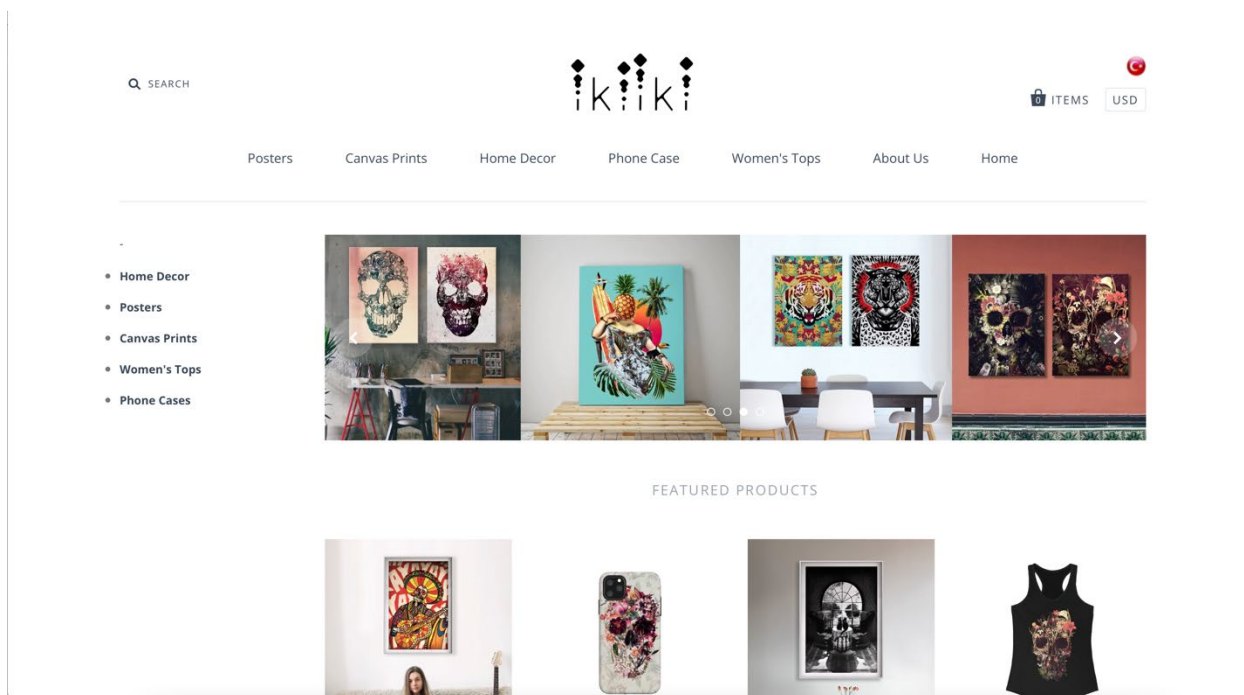 SEARCH
ikiiki
0 ITEMS USD
Posters Canvas Prints Home Decor Phone Case Women's Tops About Us Home
-
Home Decor
Posters
Canvas Prints
Women's Tops
Phone Cases
FEATURED PRODUCTS